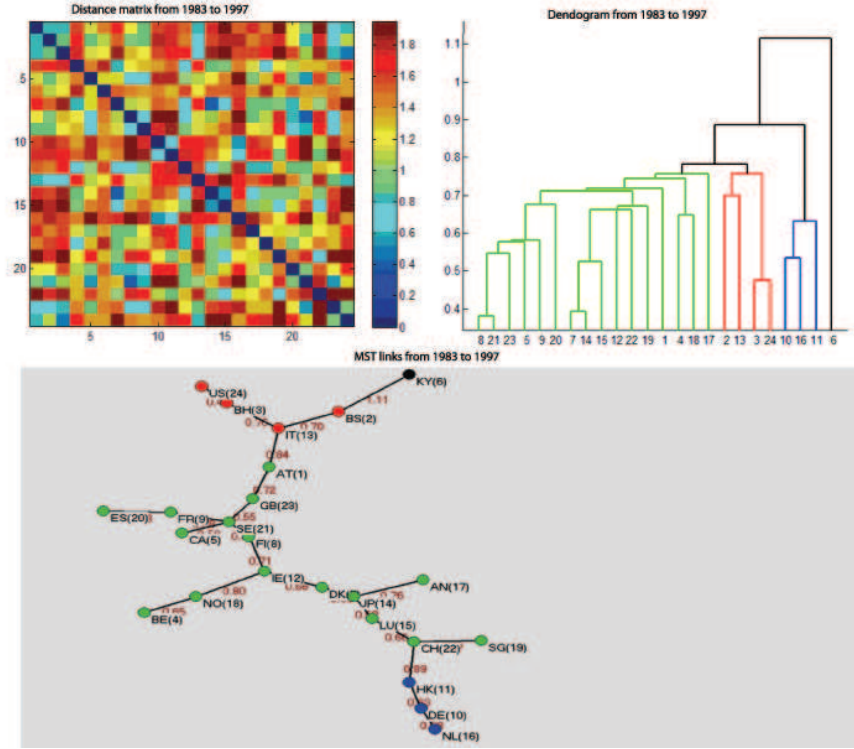 Distance matrix from 1983 to 1997
5
10
15
20
5 10 15 20
1.8
1.6
1.4
1.2
1
0.8
0.6
0.4
0.2
0
Dendogram from 1983 to 1997
1.1
1
0.9
0.8
0.7
0.6
0.5
0.4
8 21 23 5 9 20 7 14 15 12 22 19 1 4 18 17 2 13 3 24 10 16 11 6
MST links from 1983 to 1997
KY(6)
US(24)
BH(3)
1.11
BS(2)
0.70
IT(13)
AT(1)
GB(23)
ES(20)
FR(9)
0.55
SE(21)
CA(5)
FI(8)
0.71
IE(12)
AN(17)
0.80
0.76
NO(18)
JP(14)
BE(4)
LU(15)
CH(22)
SG(19)
HK(11)
DE(10)
NL(16)